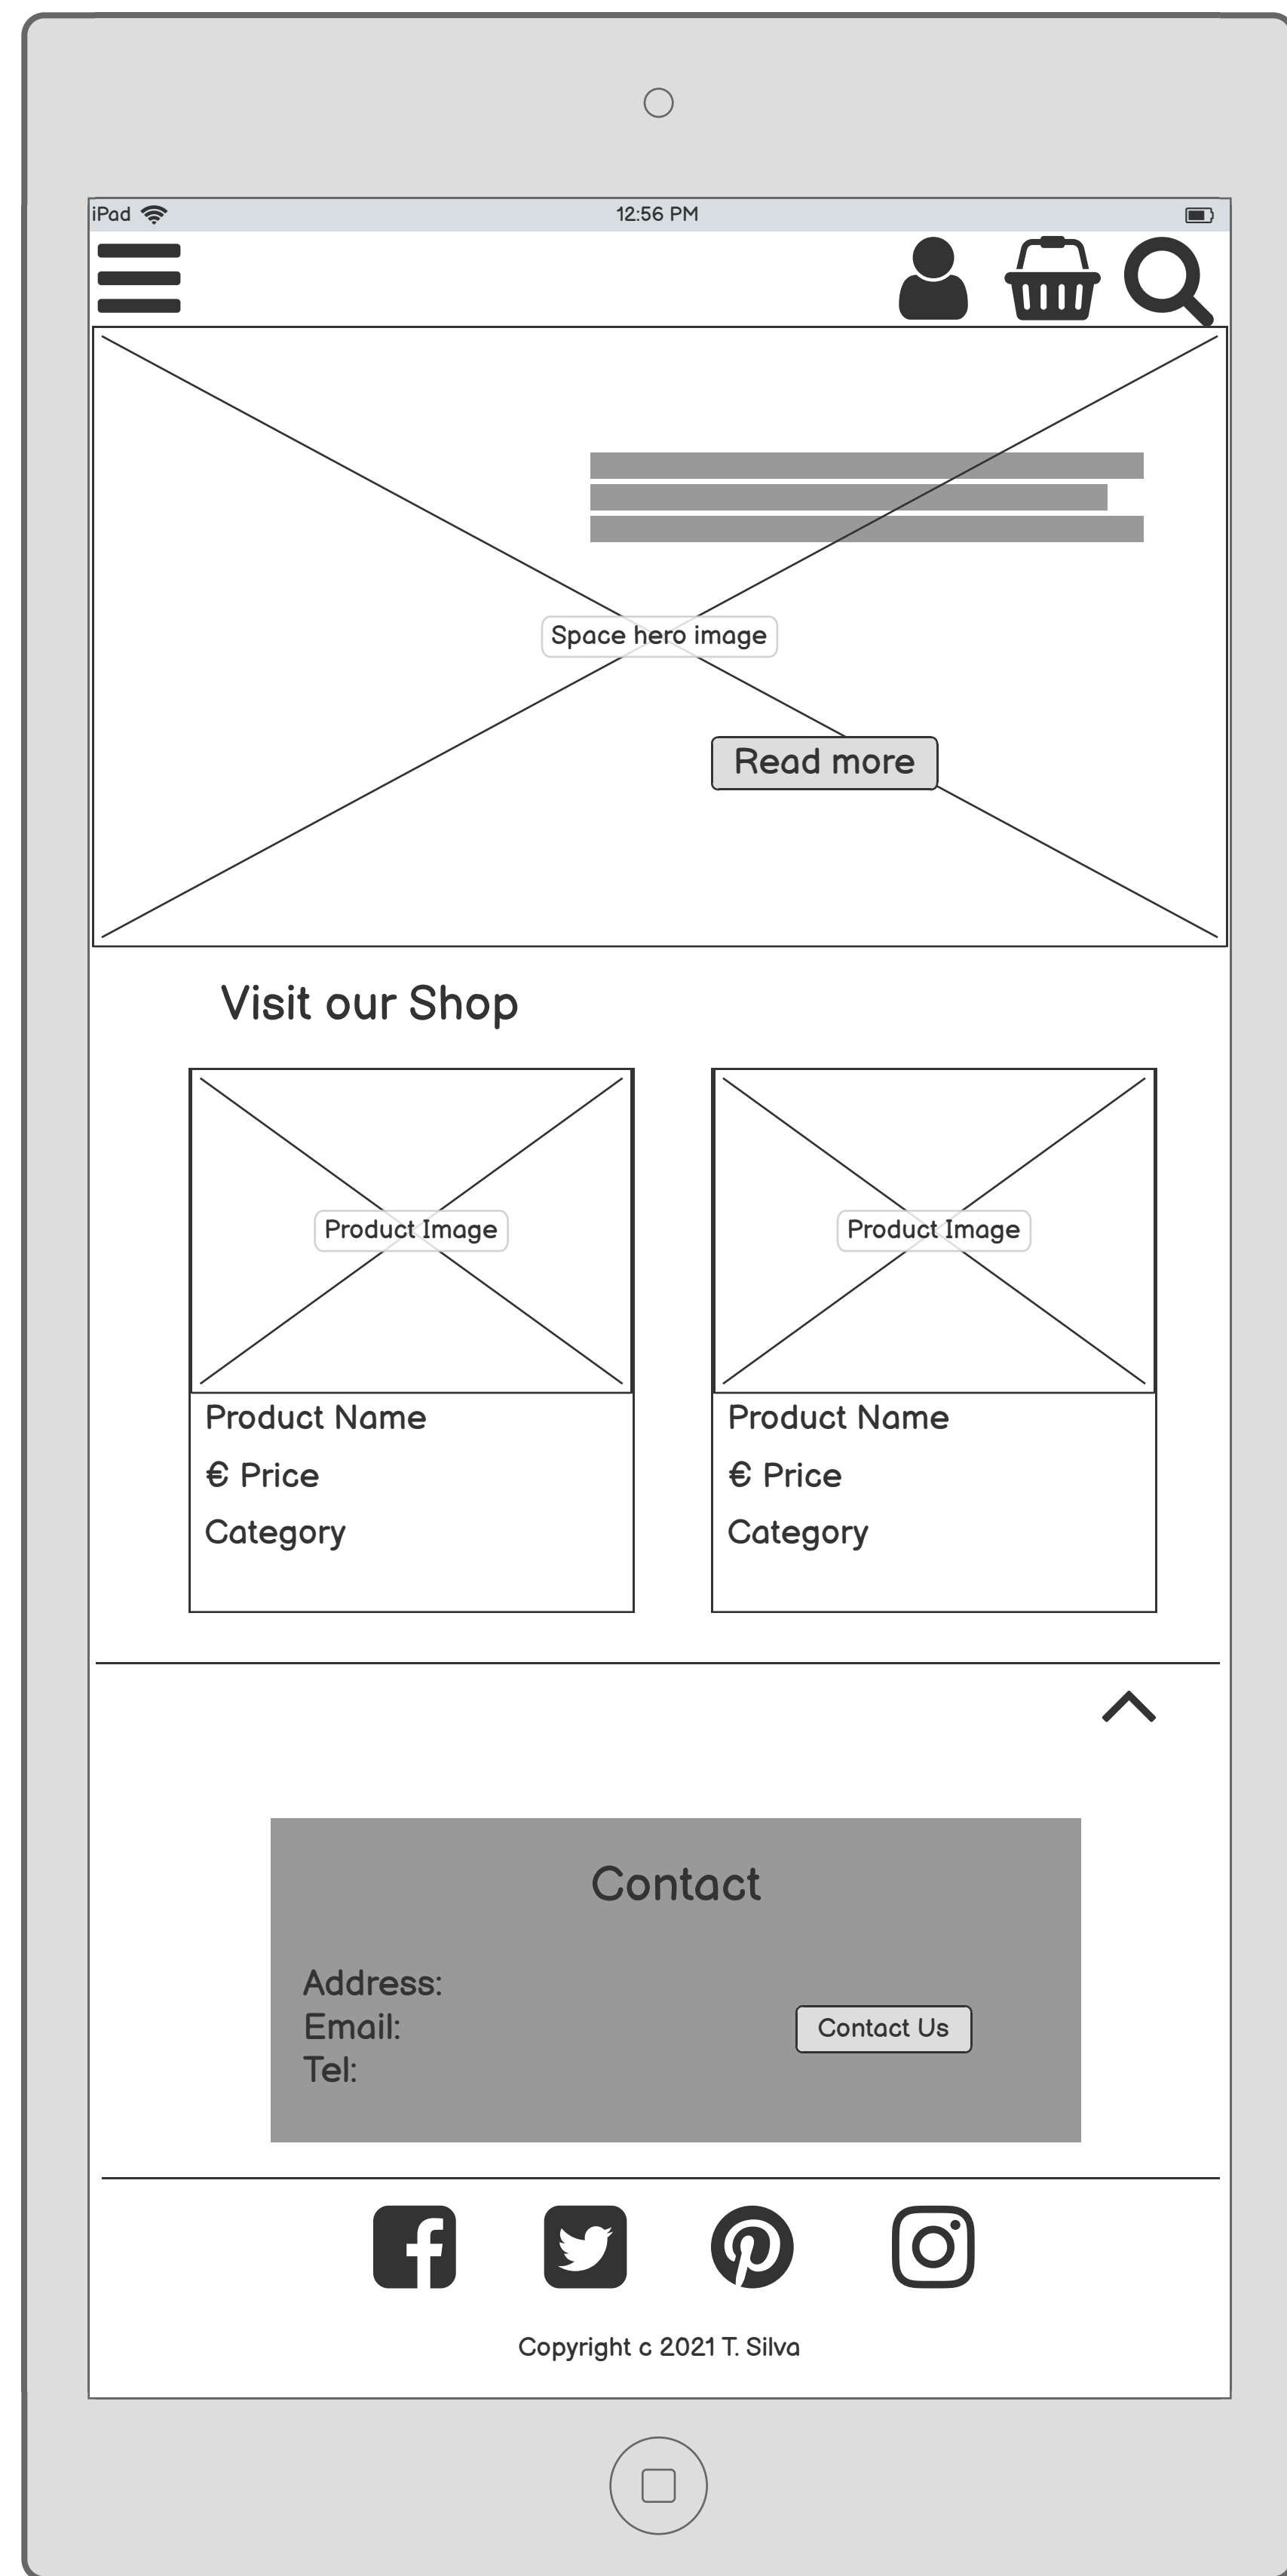 iPad 12:56 PM
Space hero image
Read more
Visit our Shop
Product Image Product Image
Product Name Product Name
€ Price € Price
Category Category
Contact
Address:
Email:
Contact Us
Tel:
Copyright c 2021 T. Silva